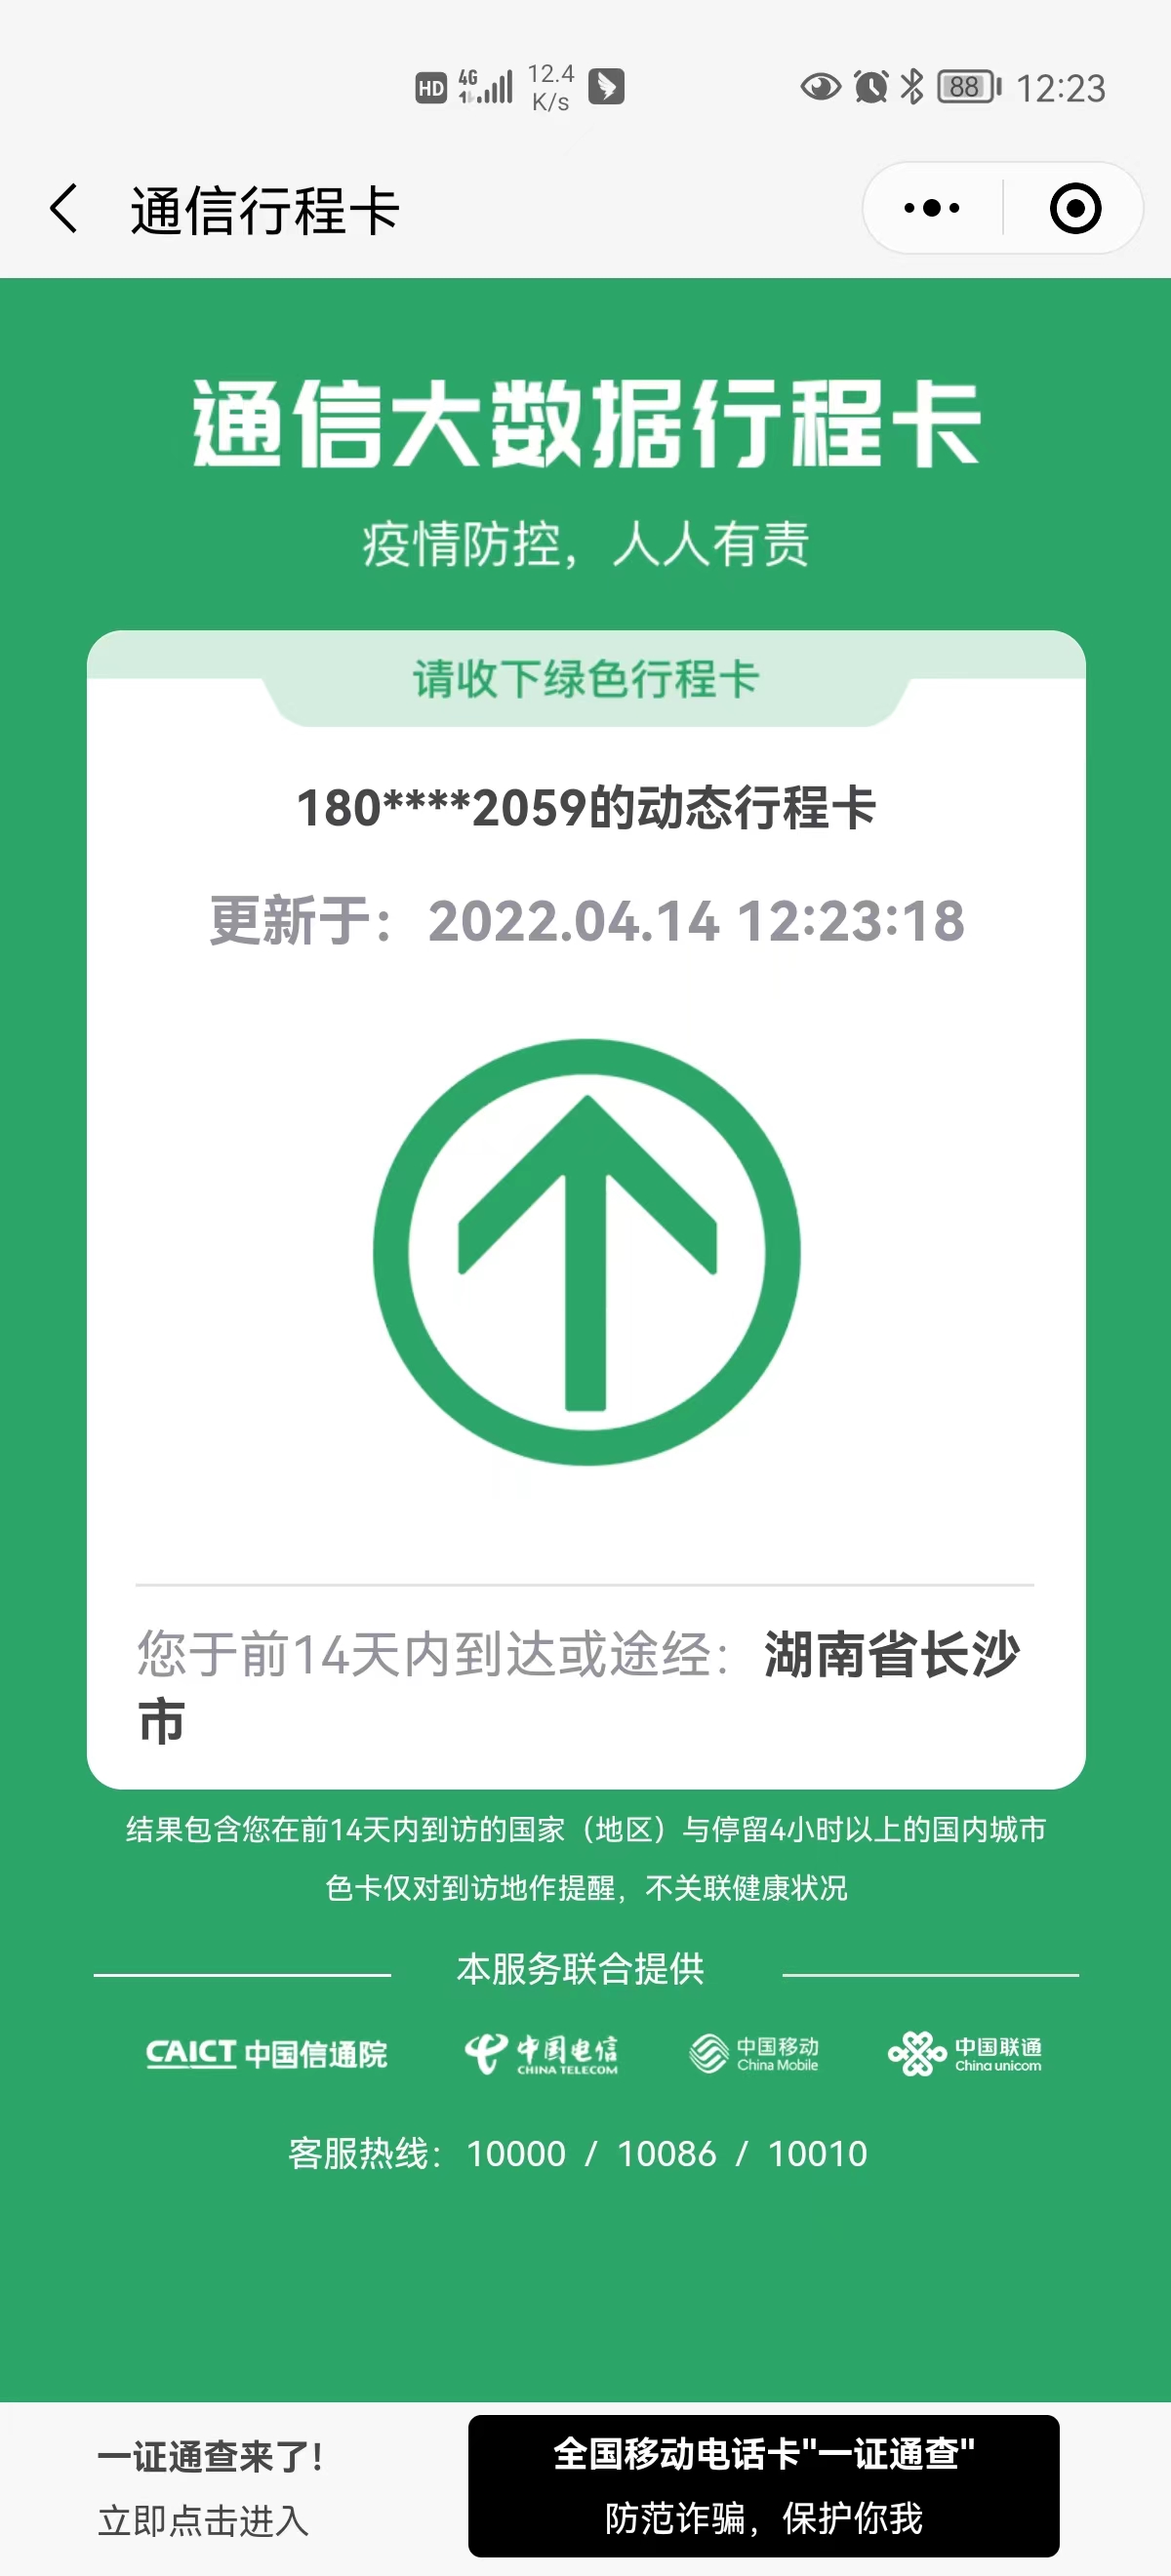 HD 4G 12.4 K/s 88 12:23
通信行程卡
通信大数据行程卡
疫情防控，人人有责
请收下绿色行程卡
180****2059的动态行程卡
更新于：2022.04.14 12:23:18
您于前14天内到达或途经：湖南省长沙
市
结果包含您在前14天内到访的国家（地区）与停留4小时以上的国内城市
色卡仅对到访地作提醒，不关联健康状况
本服务联合提供
CAICT 中国信通院 中国电信 CHINA TELECOM 中国移动 China Mobile 中国联通 China unicom
客服热线：10000 / 10086 / 10010
一证通查来了!
立即点击进入
全国移动电话卡"一证通查"
防范诈骗，保护你我